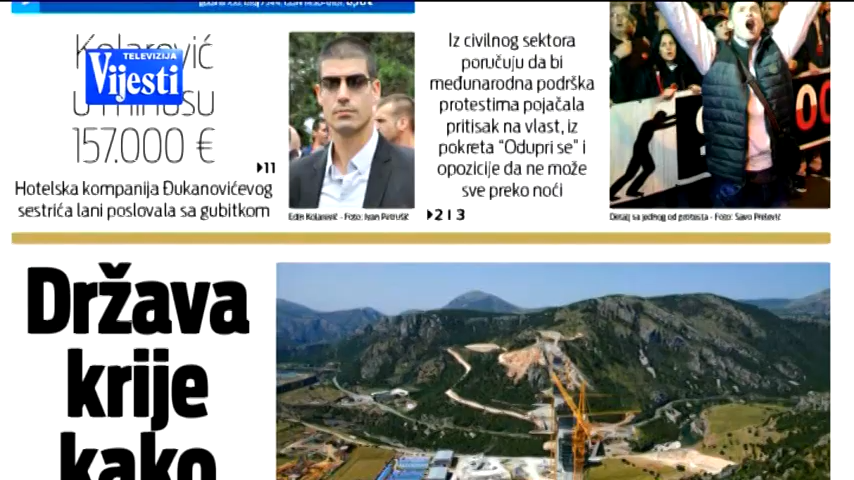 Kolarović
TELEVIZIJA
Vijesti
u minusu
157.000 €
11
Hotelska kompanija Đukanovićevog
sestrića lani poslovala sa gubitkom
Edin Kolarević - Foto: Ivan Petrušić
Iz civilnog sektora
poručuju da bi
međunarodna podrška
protestima pojačala
pritisak na vlast, iz
pokreta "Odupri se" i
opozicije da ne može
sve preko noći
2 I 3
Detalj sa jednog od protesta - Foto: Savo Prelević
Država
krije
kako